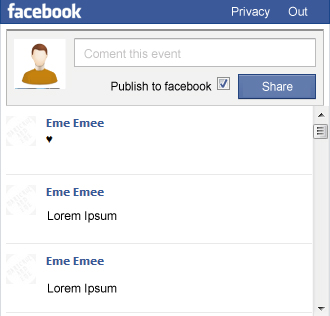 facebook Privacy Out
Coment this event
Publish to facebook Share
Eme Emee
♥
Eme Emee
Lorem Ipsum
Eme Emee
Lorem Ipsum